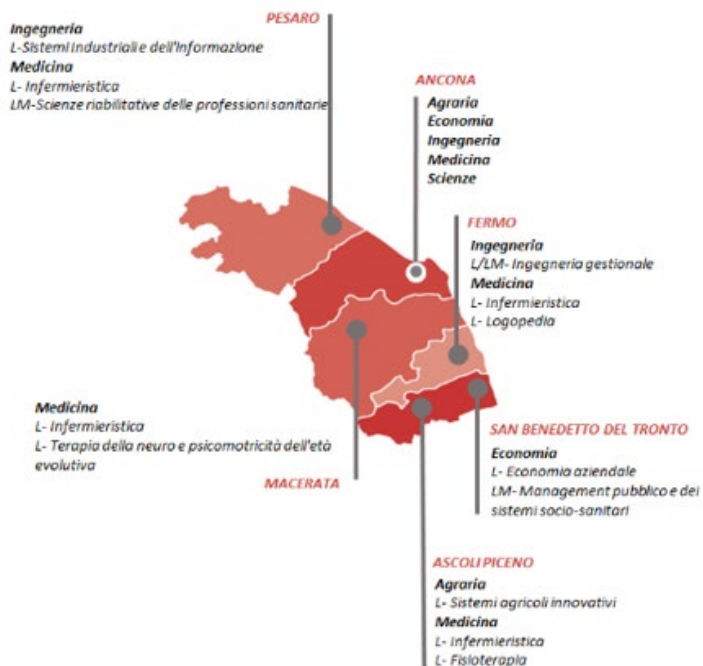 PESARO
Ingegneria
L-Sistemi Industriali e dell'Informazione
Medicina
L- Infermieristica
LM-Scienze riabilitative delle professioni sanitarie
ANCONA
Agraria
Economia
Ingegneria
Medicina
Scienze
FERMO
Ingegneria
L/LM- Ingegneria gestionale
Medicina
L- Infermieristica
L- Logopedia
Medicina
L- Infermieristica
L- Terapia della neuro e psicomotricità dell'età
evolutiva
MACERATA
SAN BENEDETTO DEL TRONTO
Economia
L- Economia aziendale
LM- Management pubblico e dei
sistemi socio-sanitari
ASCOLI PICENO
Agraria
L- Sistemi agricoli innovativi
Medicina
L- Infermieristica
L- Fisioterapia